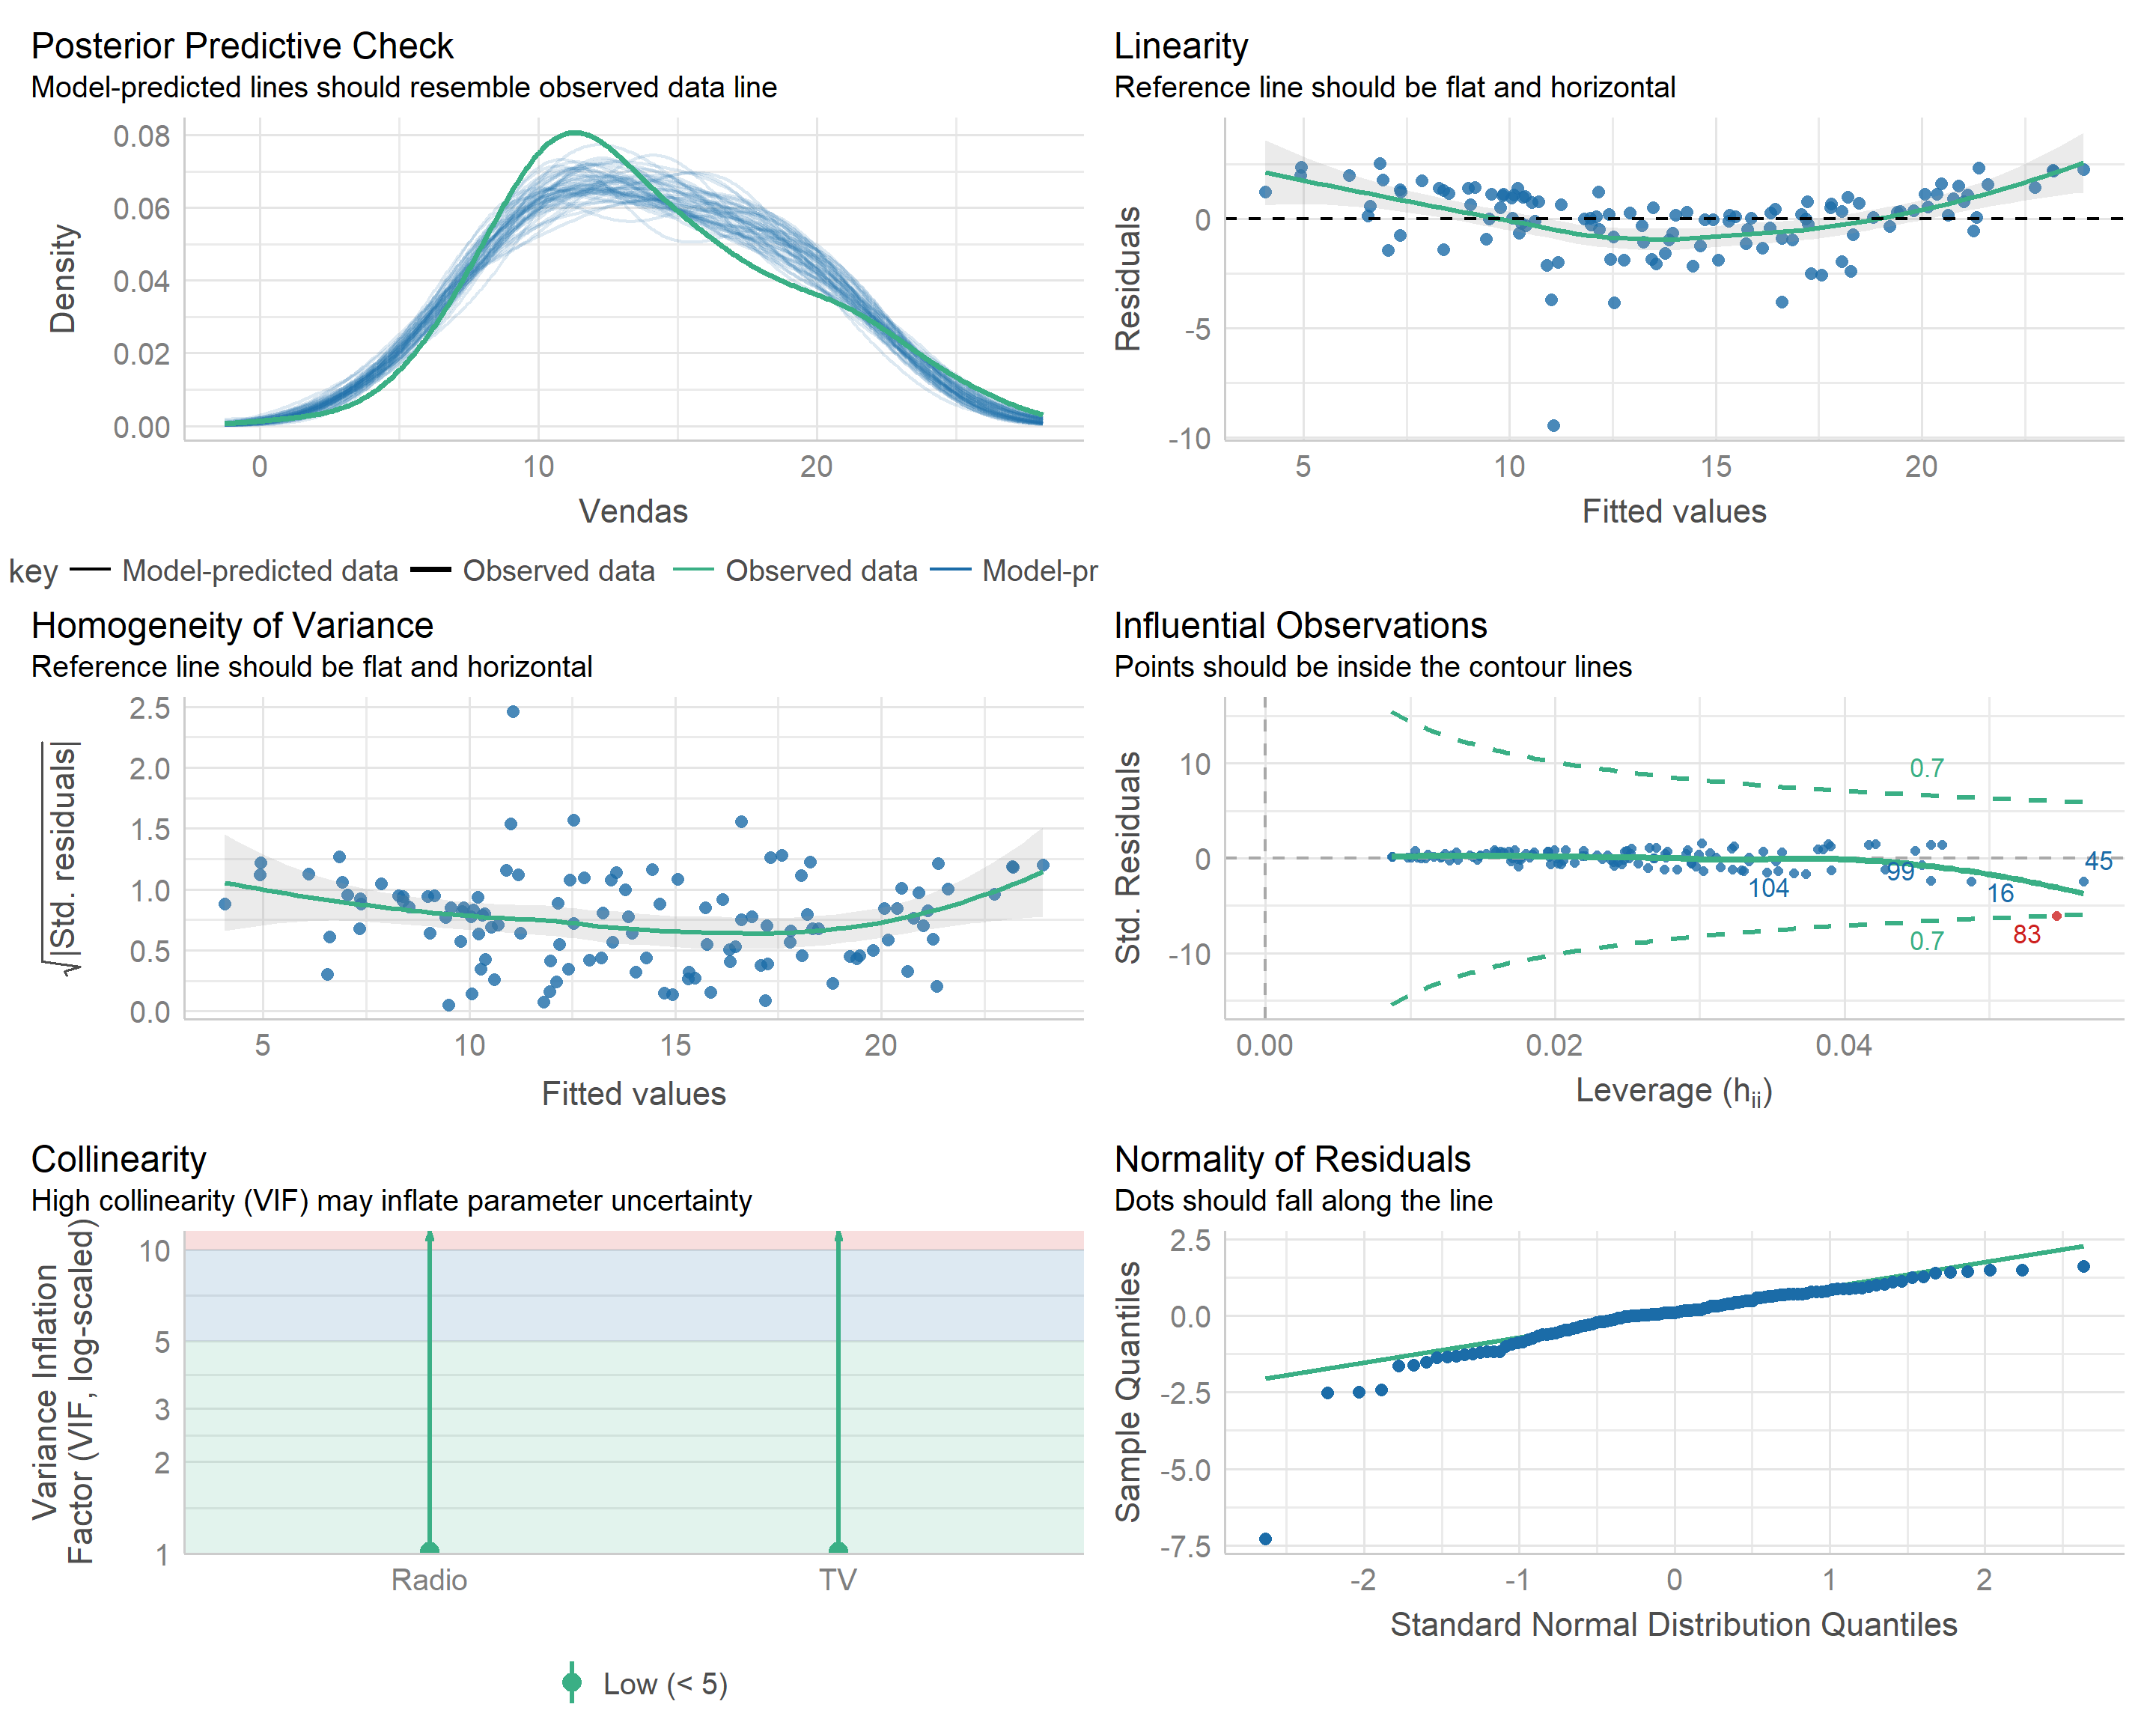 Posterior Predictive Check
Model-predicted lines should resemble observed data line
0.08
0.06
0.04
0.02
0.00
Density
0
10
20
Vendas
key
Model-predicted data
Observed data
Observed data
Model-pr
Linearity
Reference line should be flat and horizontal
0
-5
-10
Residuals
5
10
15
20
Fitted values
Homogeneity of Variance
Reference line should be flat and horizontal
2.5
2.0
1.5
1.0
0.5
0.0
√|Std. residuals|
5
10
15
20
Fitted values
Influential Observations
Points should be inside the contour lines
10
0
-10
Std. Residuals
0.7
45
99
104
16
0.7
83
0.00
0.02
0.04
Leverage (hii)
Collinearity
High collinearity (VIF) may inflate parameter uncertainty
10
5
3
2
1
Variance Inflation
Factor (VIF, log-scaled)
Radio
TV
Low (< 5)
Normality of Residuals
Dots should fall along the line
2.5
0.0
-2.5
-5.0
-7.5
Sample Quantiles
-2
-1
0
1
2
Standard Normal Distribution Quantiles